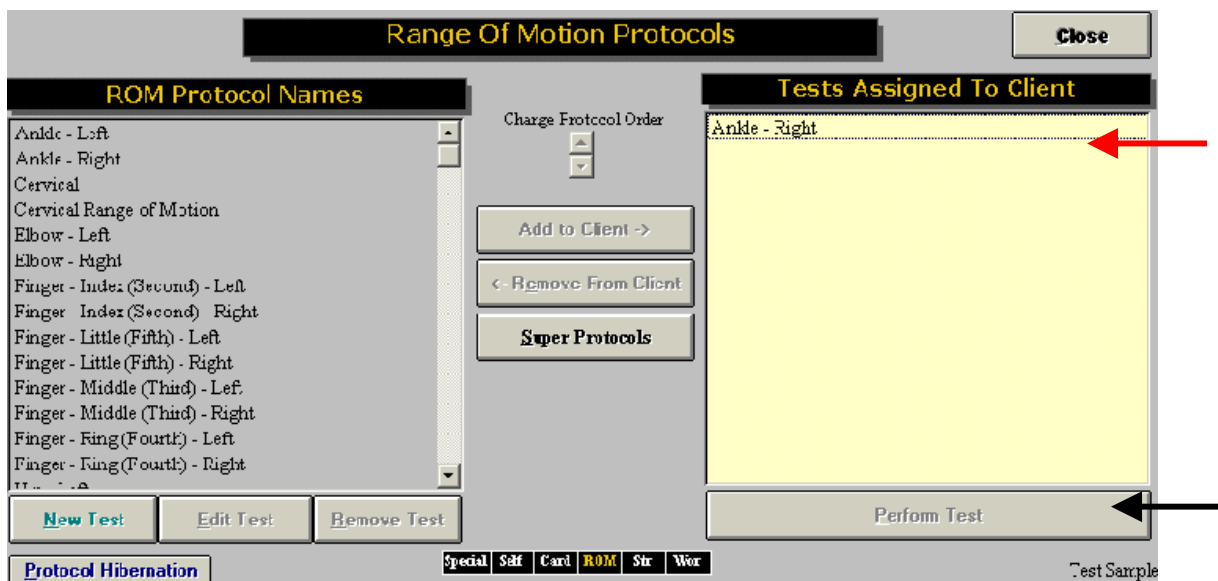 Range Of Motion Protocols
Close
ROM Protocol Names
Tests Assigned To Client
Ankle - Left
Ankle - Right
Cervical
Cervical Range of Motion
Elbow - Left
Elbow - Right
Finger - Index (Second) - Left
Finger - Index (Second) - Right
Finger - Little (Fifth) - Left
Finger - Little (Fifth) - Right
Finger - Middle (Third) - Left
Finger - Middle (Third) - Right
Finger - Ring (Fourth) - Left
Finger - Ring (Fourth) - Right
Change Protocol Order
Add to Client ->
<- Remove From Client
Super Protocols
Ankle - Right
New Test
Edit Test
Remove Test
Perform Test
Protocol Hibernation
Special Self Card ROM Str Wor
Test Sample